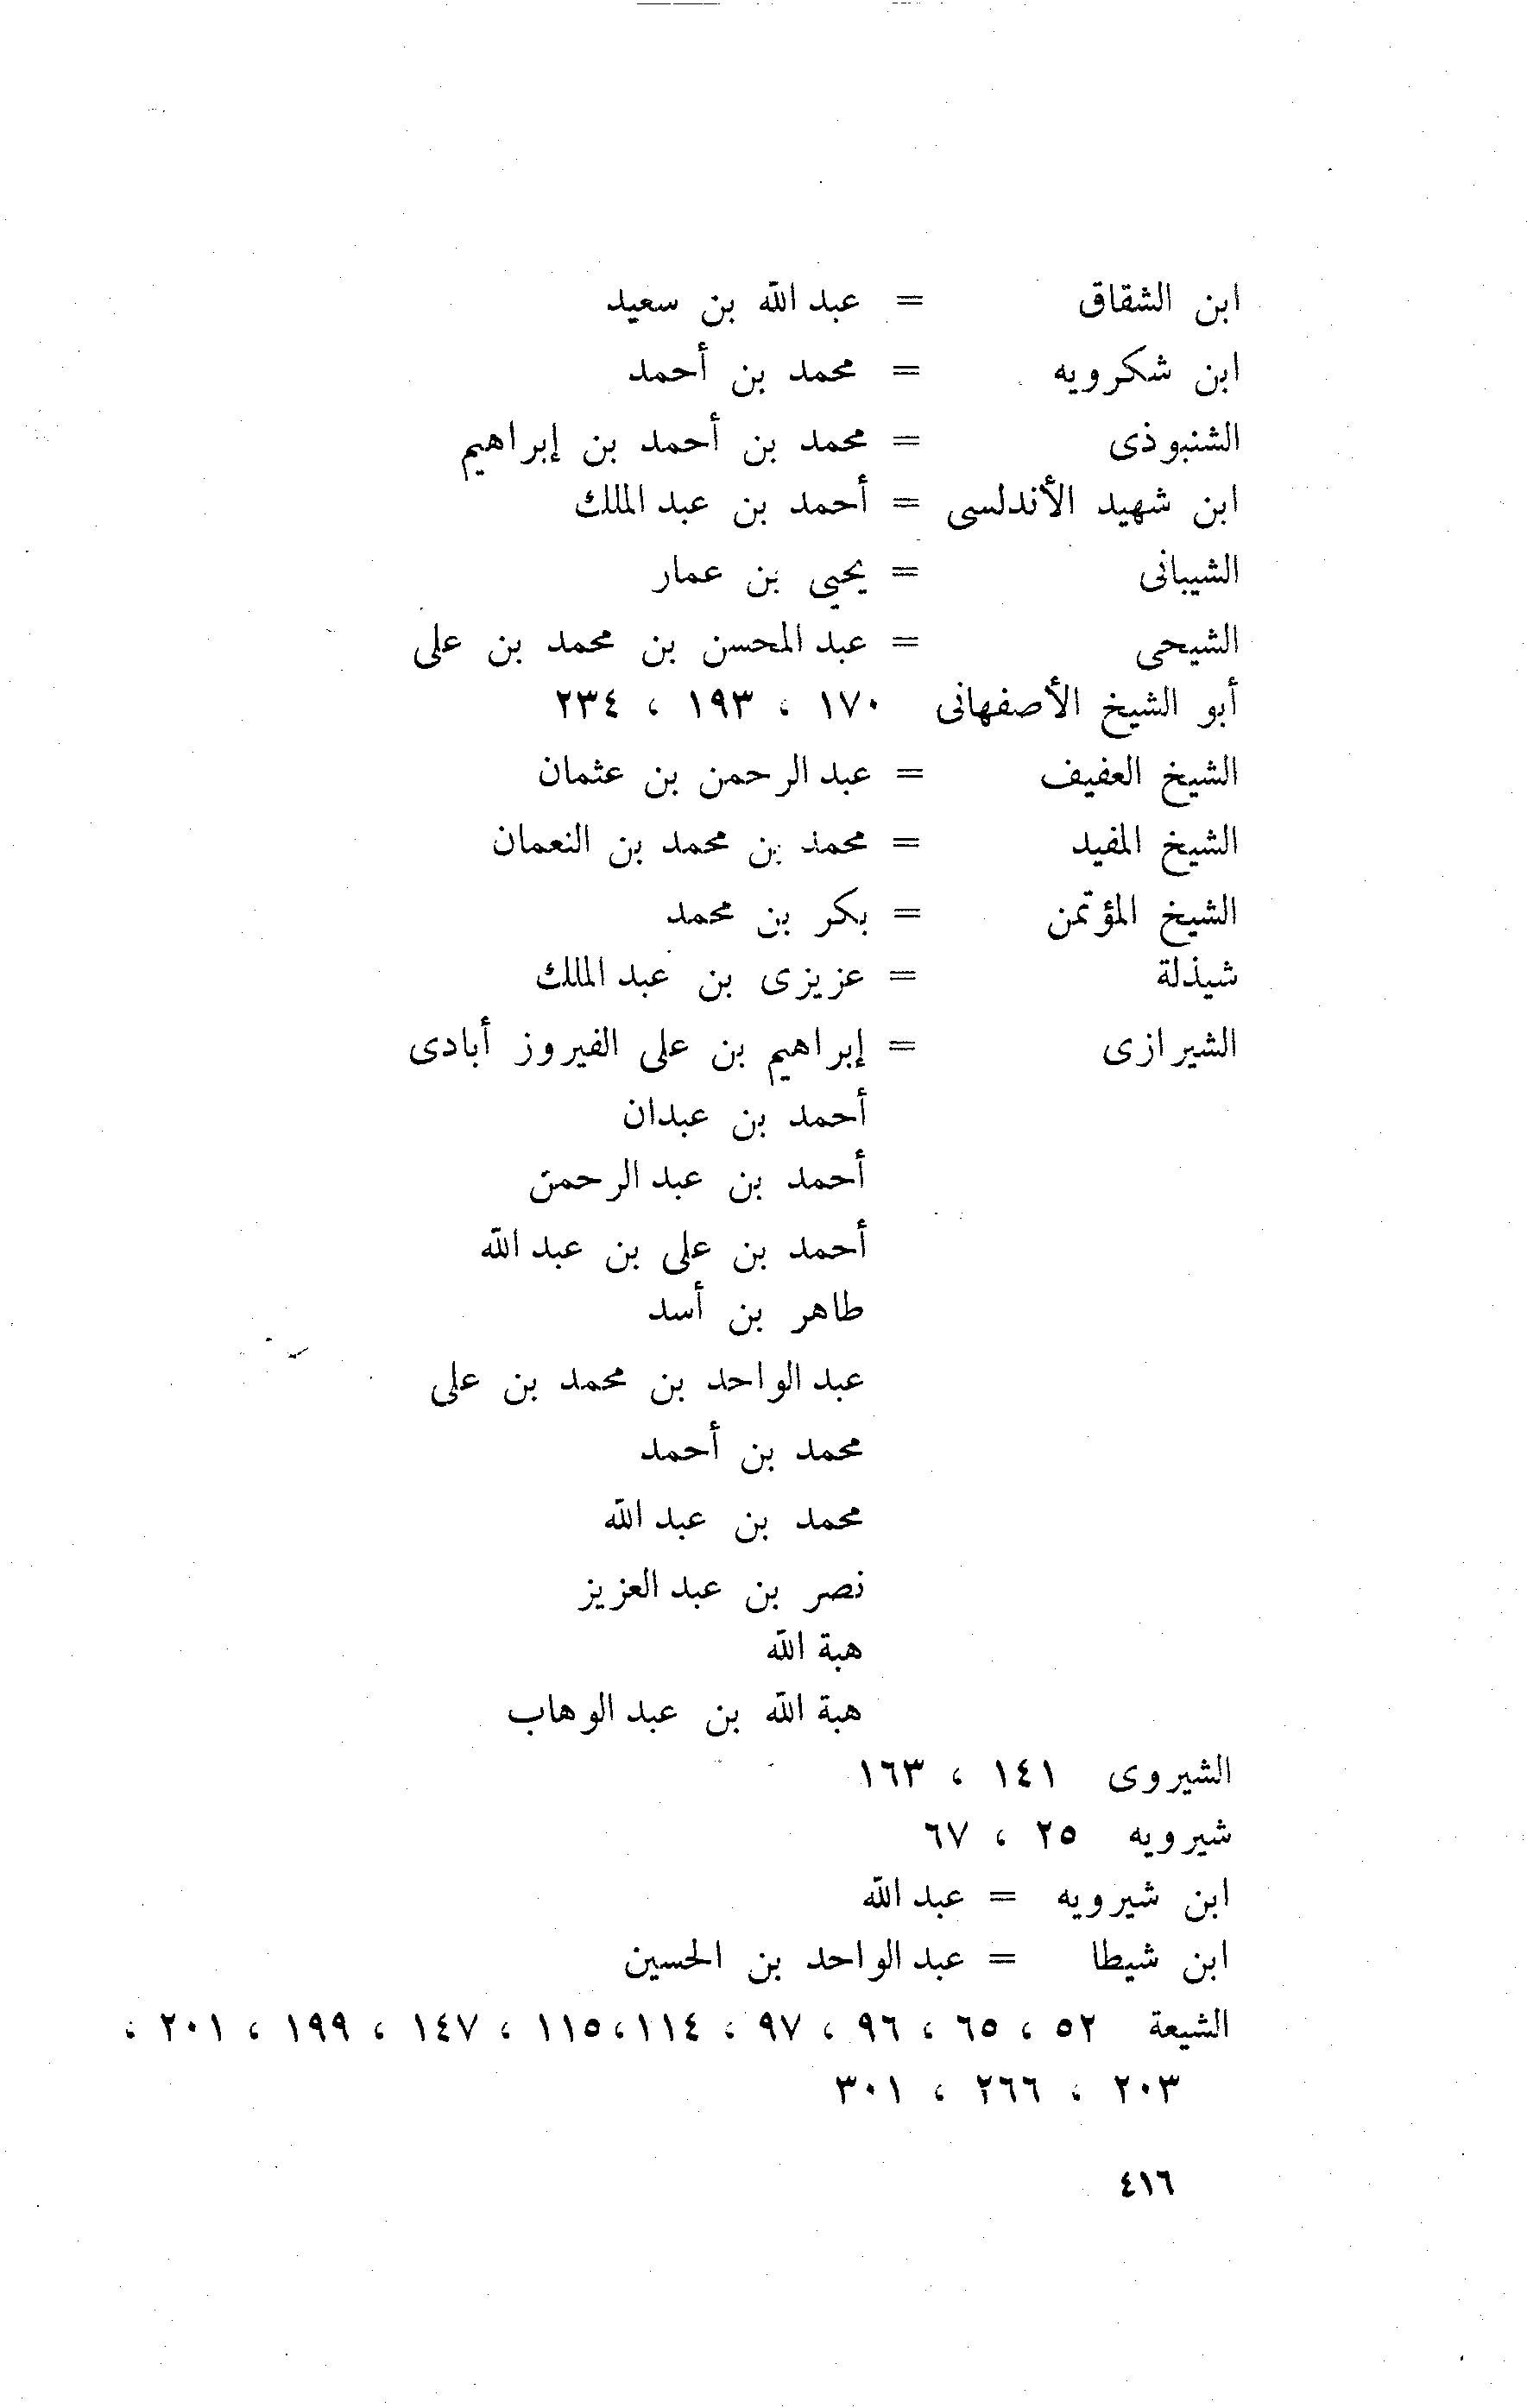 ابن الشقاق = عبد الله بن سعيد
ابن شكرويه = محمد بن أحمد
الشنبوذى = محمد بن أحمد بن إبراهيم
ابن شهيد الأندلسى = أحمد بن عبد الملك
الشيبانى = يحيى بن عمار
الشيحى = عبد المحسن بن محمد بن على
أبو الشيخ الأصفهانى ١٧٠ ، ١٩٣ ، ٢٣٤
الشيخ العفيف = عبد الرحمن بن عثمان
الشيخ المفيد = محمد بن محمد بن النعمان
الشيخ المؤتمن = بكر بن محمد
شيذلة = عزيزى بن عبد الملك
الشيرازى = إبراهيم بن على الفيروز أبادى
أحمد بن عبدان
أحمد بن عبد الرحمن
أحمد بن على بن عبد الله
طاهر بن أسد
عبد الواحد بن محمد بن على
محمد بن أحمد
محمد بن عبد الله
نصر بن عبد العزيز
هبة الله
هبة الله بن عبد الوهاب
الشيروى ١٤١ ، ١٦٣
شيرويه ٢٥ ، ٦٧
ابن شيرويه = عبد الله
ابن شيطا = عبد الواحد بن الحسين
الشيعة ٥٢ ، ٦٥ ، ٩٦ ، ٩٧ ، ١١٤،١١٥ ، ١٤٧ ، ١٩٩ ، ٢٠١ ،
٢٠٣ ، ٢٦٦ ، ٣٠١
٤١٦